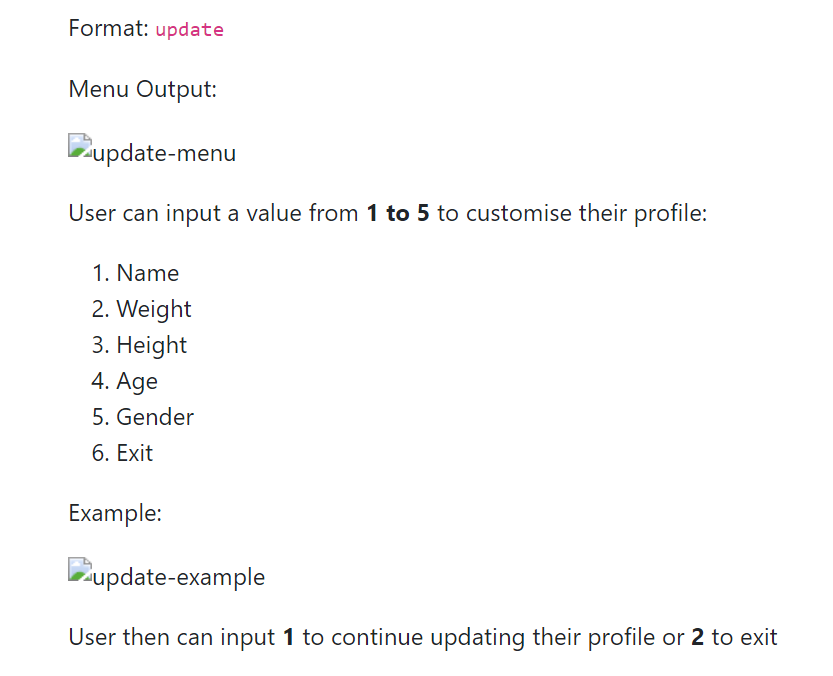 Format: update
Menu Output:
update-menu
User can input a value from 1 to 5 to customise their profile:
1. Name
2. Weight
3. Height
4. Age
5. Gender
6. Exit
Example:
update-example
User then can input 1 to continue updating their profile or 2 to exit